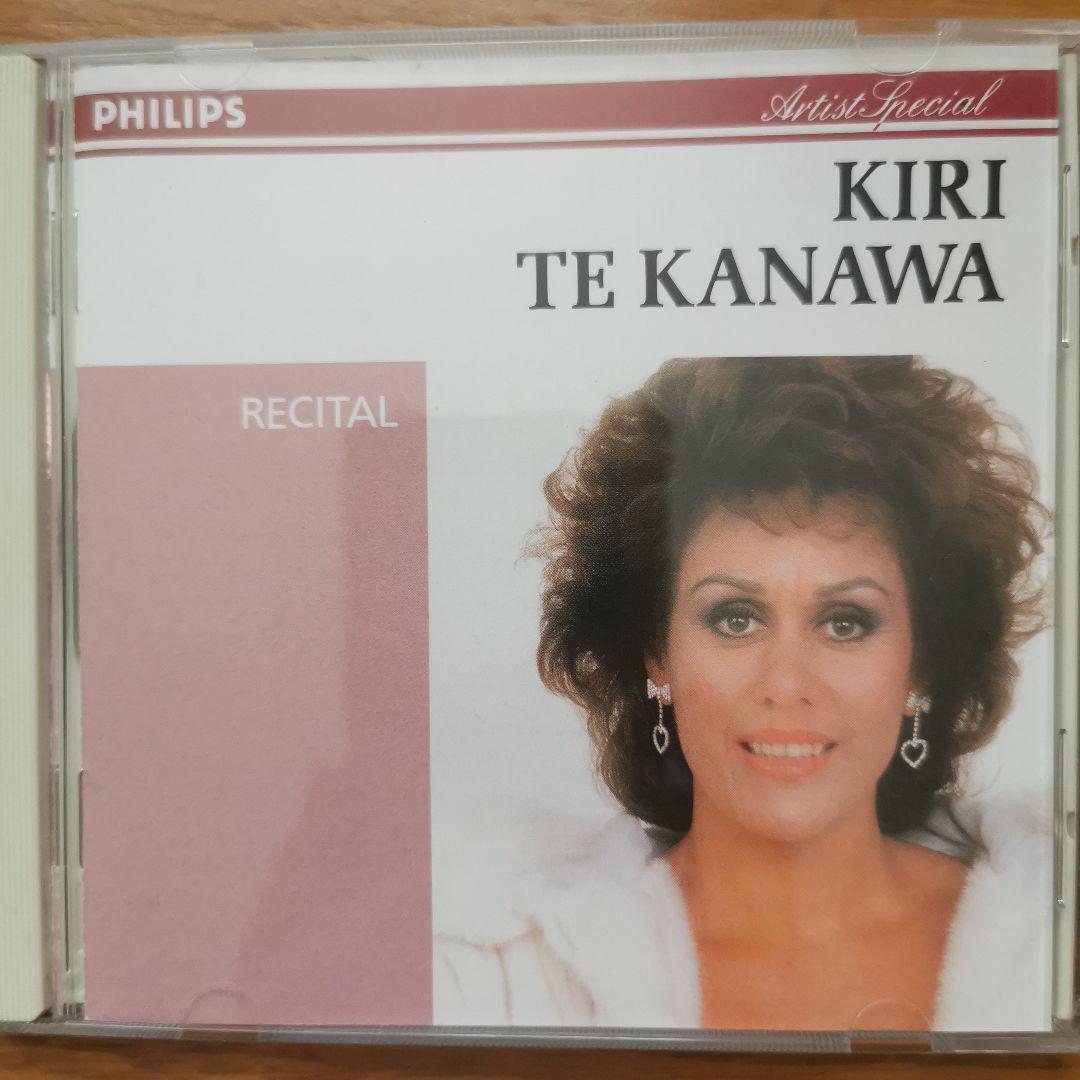 PHILIPS
Artist Special
KIRI
TE KANAWA
RECITAL